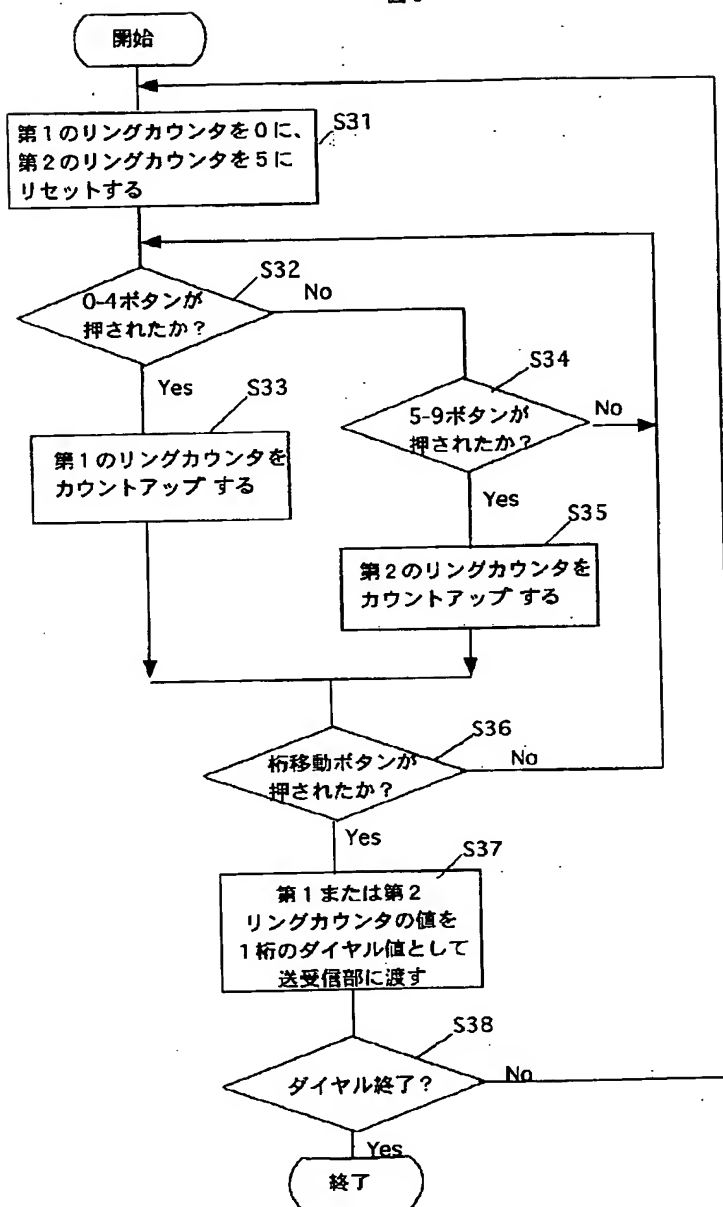 開始
第1のリングカウンタを0に、
第2のリングカウンタを5に
リセットする
S31
0-4ボタンが
押されたか？
S32
No
Yes
S33
第1のリングカウンタを
カウントアップ する
S34
5-9ボタンが
押されたか？
No
Yes
S35
第2のリングカウンタを
カウントアップ する
S36
桁移動ボタンが
押されたか？
No
Yes
S37
第1または第2
リングカウンタの値を
1桁のダイヤル値として
送受信部に渡す
S38
ダイヤル終了？
No
Yes
終了